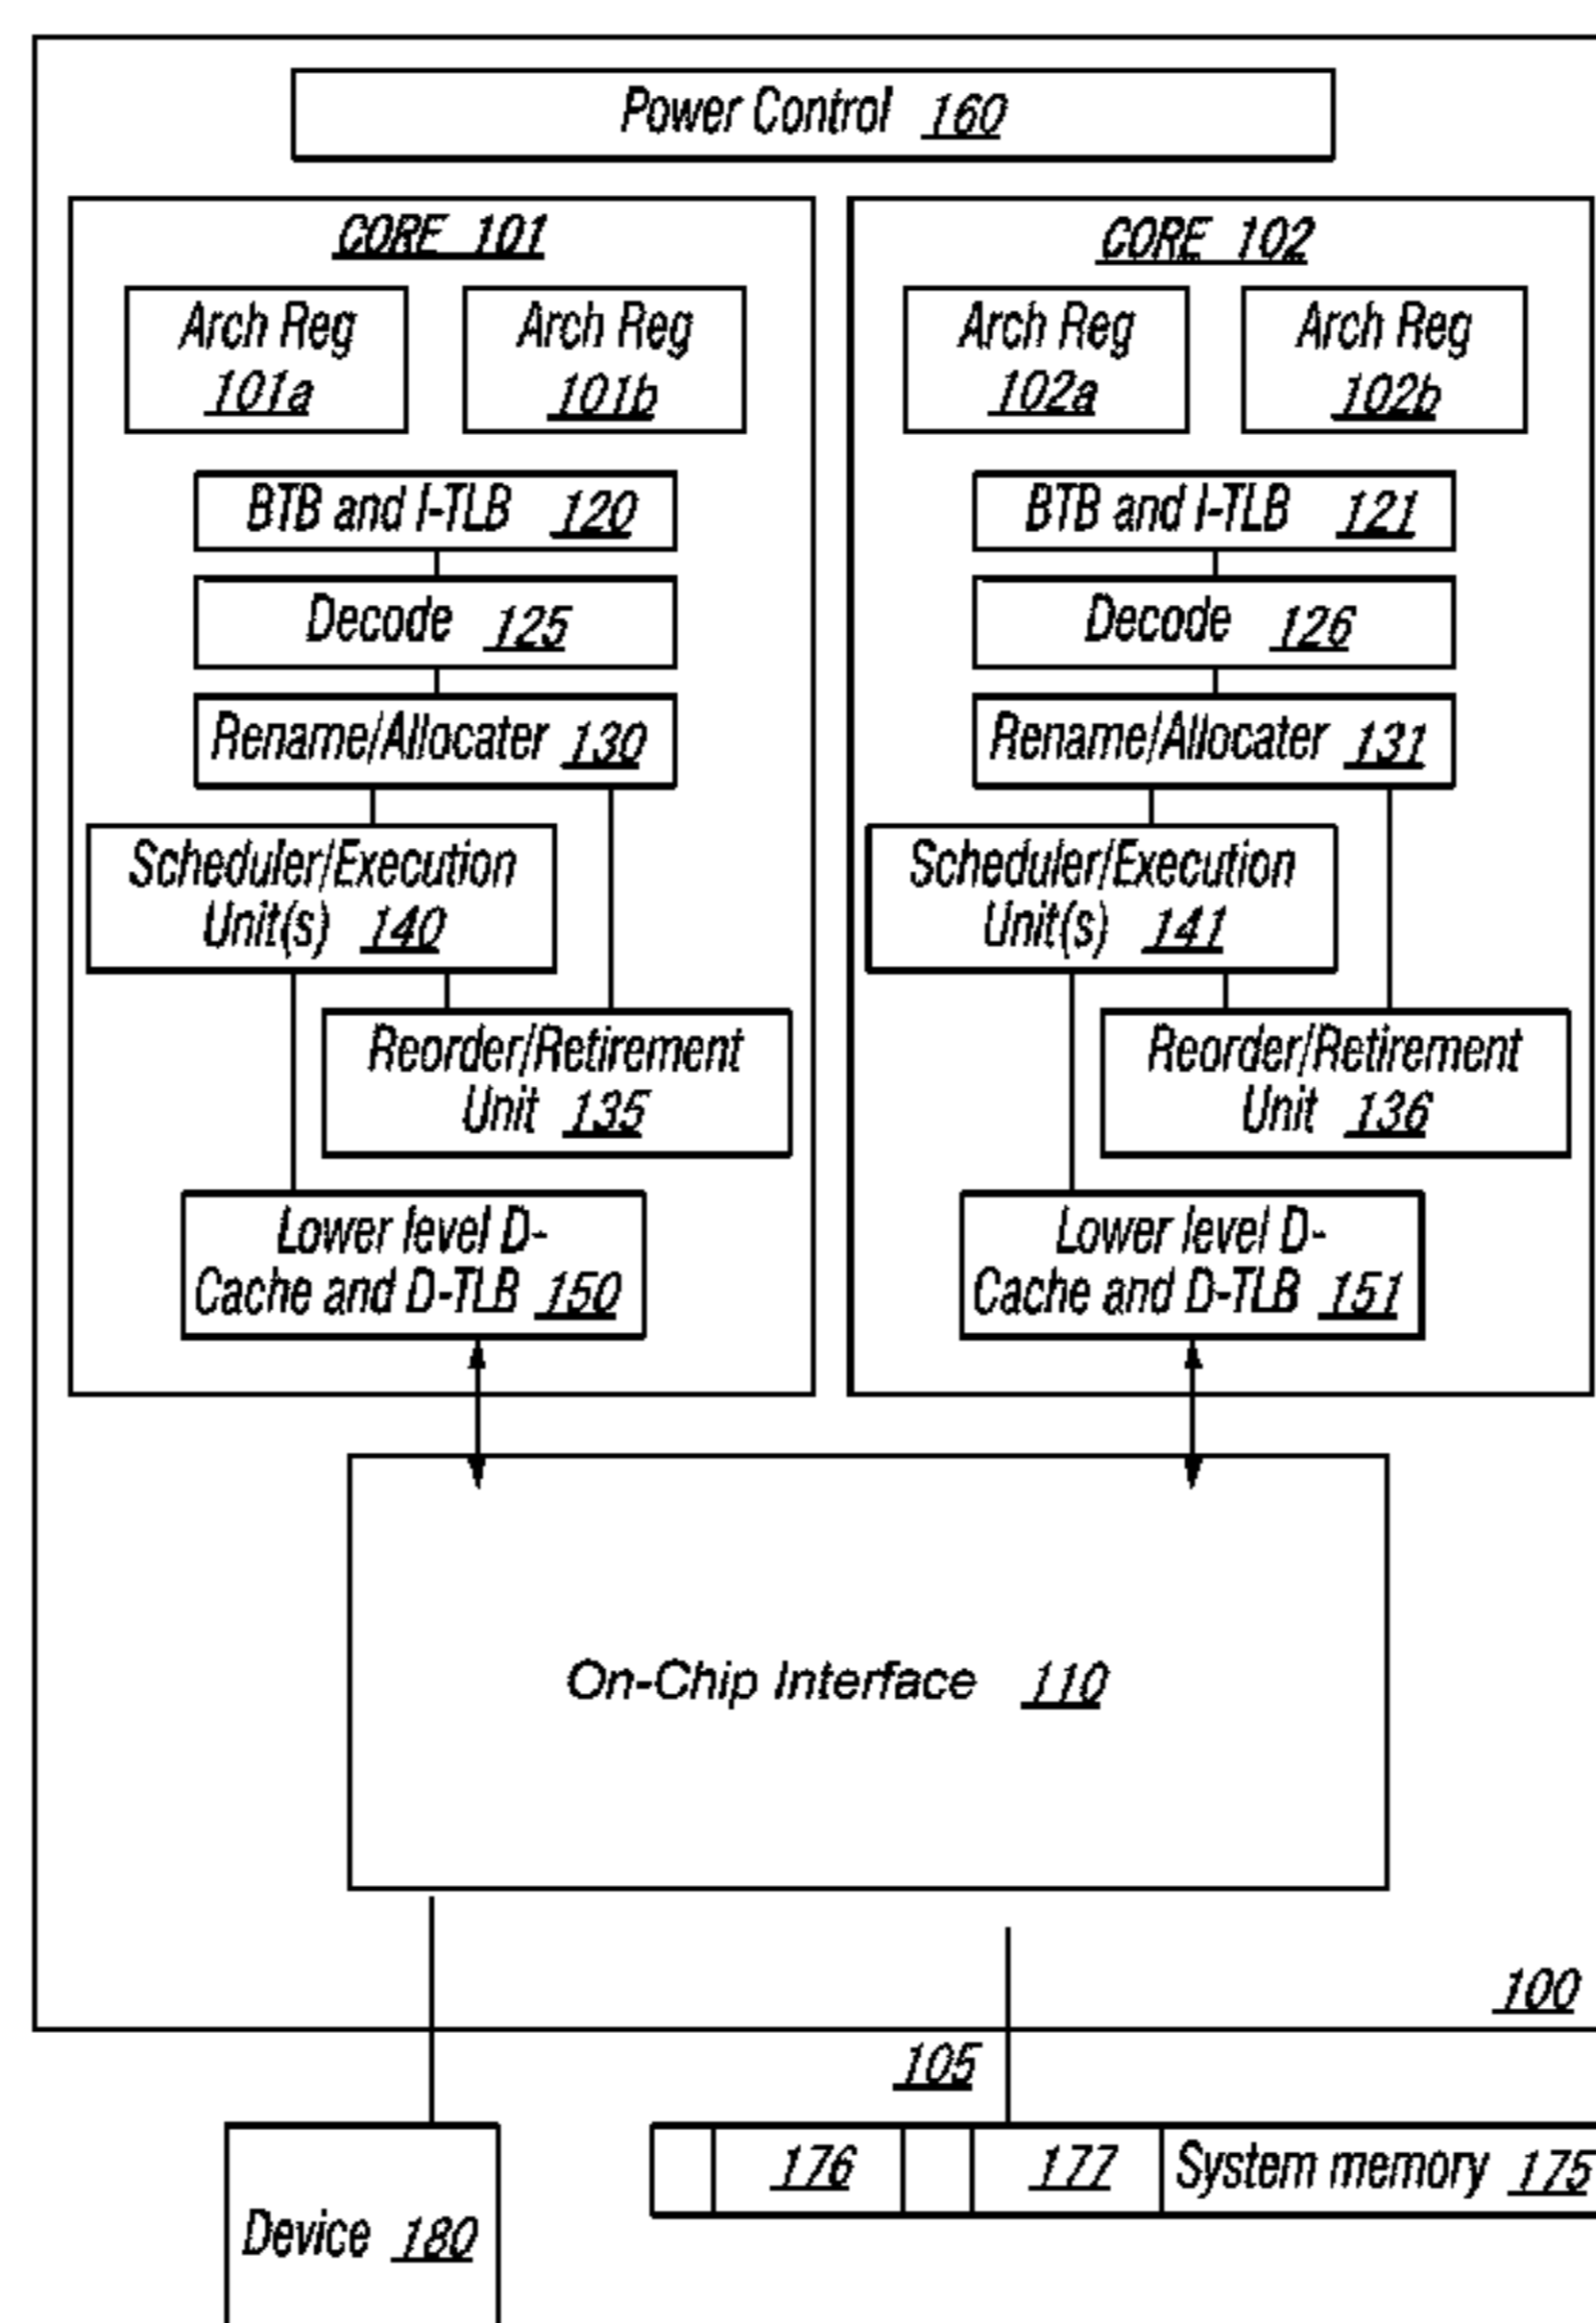 Power Control 160
CORE 101
Arch Reg
101a
Arch Reg
101b
BTB and I-TLB 120
Decode 125
Rename/Allocater 130
Scheduler/Execution
Unit(s) 140
Reorder/Retirement
Unit 135
Lower level D-
Cache and D-TLB 150
CORE 102
Arch Reg
102a
Arch Reg
102b
BTB and I-TLB 121
Decode 126
Rename/Allocater 131
Scheduler/Execution
Unit(s) 141
Reorder/Retirement
Unit 136
Lower level D-
Cache and D-TLB 151
On-Chip Interface 110
100
105
176
177
System memory 175
Device 180